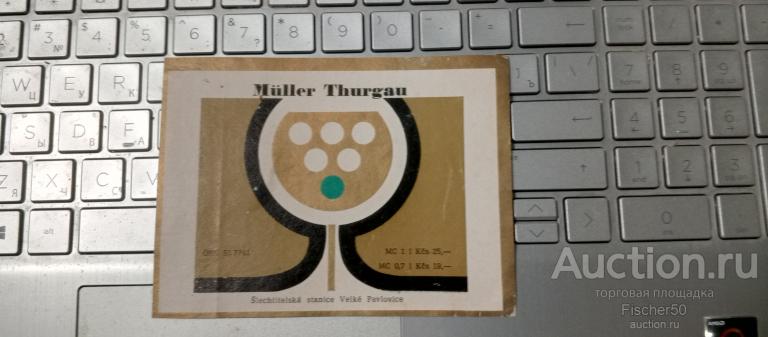 Müller Thurgau
MC 1 l Kčs 25,—
MC 0,7 l Kčs 19,—
Šlechtitelská stanice Velké Pavlovice
Auction.ru
торговая площадка
Fischer50
auction.ru